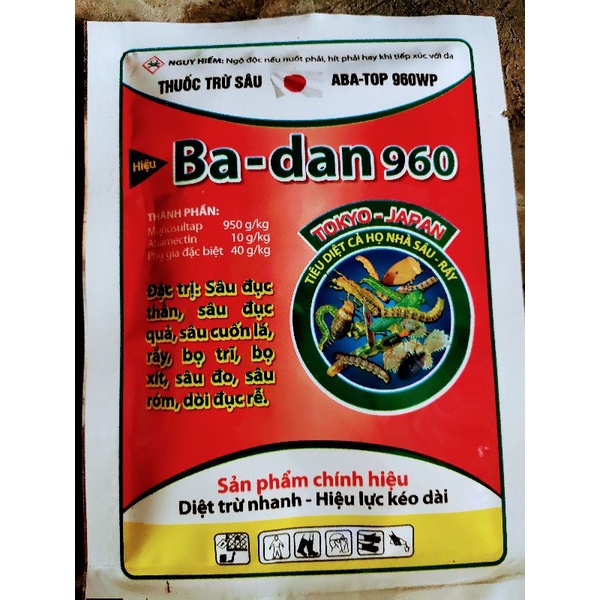 NGUY HIỂM: Ngộ độc nếu nuốt phải, hít phải hay khi tiếp xúc với da
THUỐC TRỪ SÂU ABA-TOP 960WP
Hiệu Ba-dan 960
THÀNH PHẦN:
Monosultap 950 g/kg
Abamectin 10 g/kg
Phụ gia đặc biệt 40 g/kg
TOKYO - JAPAN
TIÊU DIỆT CẢ HỌ NHÀ SÂU - RẦY
Đặc trị: Sâu đục
thân, sâu đục
quả, sâu cuốn lá,
rầy, bọ trĩ, bọ
xít, sâu đo, sâu
róm, dòi đục rễ.
Sản phẩm chính hiệu
Diệt trừ nhanh - Hiệu lực kéo dài